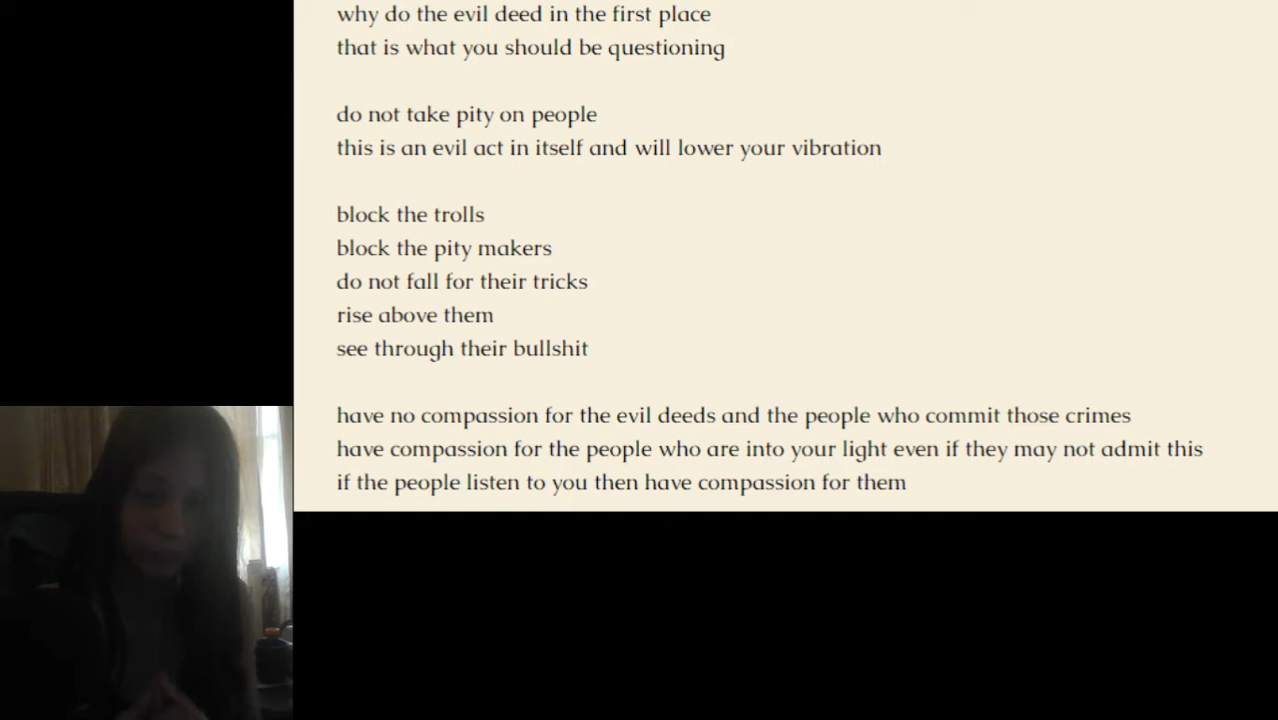 why do the evil deed in the first place
that is what you should be questioning
do not take pity on people
this is an evil act in itself and will lower your vibration
block the trolls
block the pity makers
do not fall for their tricks
rise above them
see through their bullshit
have no compassion for the evil deeds and the people who commit those crimes
have compassion for the people who are into your light even if they may not admit this
if the people listen to you then have compassion for them